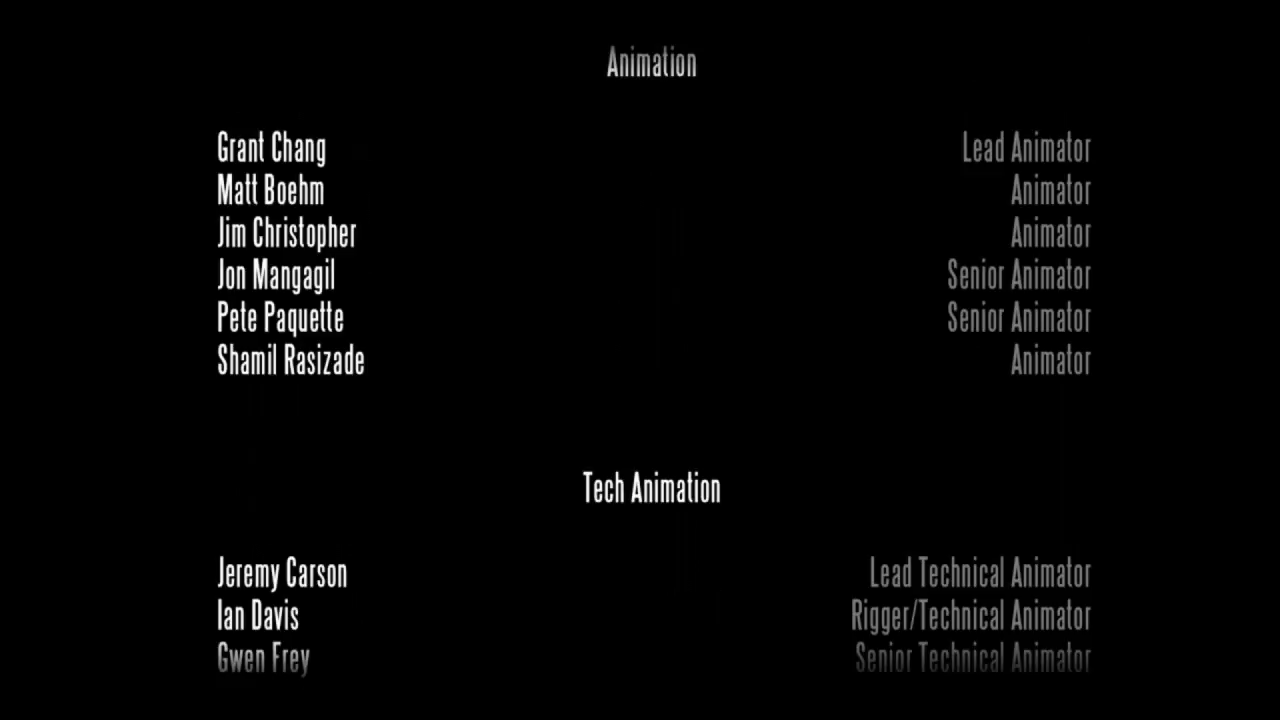 Animation
Grant Chang Lead Animator
Matt Boehm Animator
Jim Christopher Animator
Jon Mangagil Senior Animator
Pete Paquette Senior Animator
Shamil Rasizade Animator
Tech Animation
Jeremy Carson Lead Technical Animator
Ian Davis Rigger/Technical Animator
Gwen Frey Senior Technical Animator